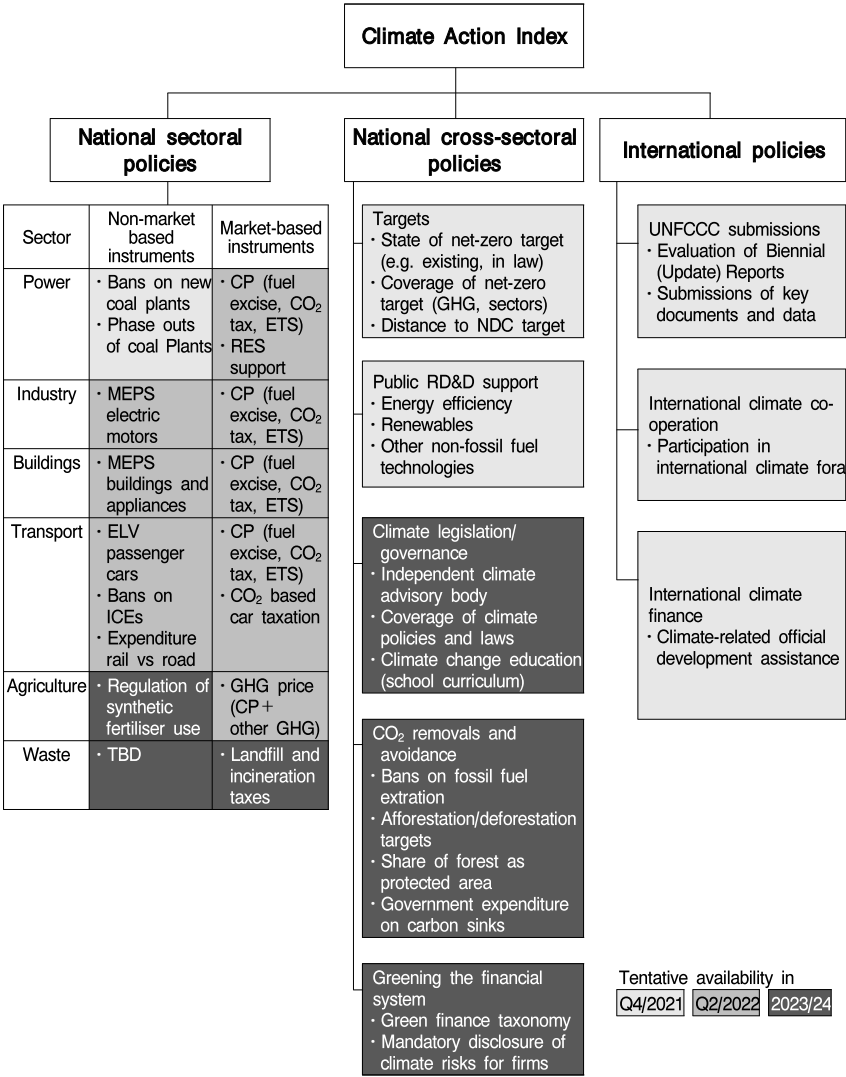 Climate Action Index
National sectoral
policies
National cross-sectoral
policies
International policies
Sector
Non-market
based
instruments
Market-based
instruments
Power
· Bans on new
coal plants
· Phase outs
of coal Plants
· CP (fuel
excise, CO₂
tax, ETS)
· RES
support
Industry
· MEPS
electric
motors
· CP (fuel
excise, CO₂
tax, ETS)
Buildings
· MEPS
buildings and
appliances
· CP (fuel
excise, CO₂
tax, ETS)
Transport
· ELV
passenger
cars
· Bans on
ICEs
· Expenditure
rail vs road
· CP (fuel
excise, CO₂
tax, ETS)
· CO₂ based
car taxation
Agriculture
· Regulation of
synthetic
fertiliser use
· GHG price
(CP+
other GHG)
Waste
· TBD
· Landfill and
incineration
taxes
Targets
· State of net-zero target
(e.g. existing, in law)
· Coverage of net-zero
target (GHG, sectors)
· Distance to NDC target
Public RD&D support
· Energy efficiency
· Renewables
· Other non-fossil fuel
technologies
Climate legislation/
governance
· Independent climate
advisory body
· Coverage of climate
policies and laws
· Climate change education
(school curriculum)
CO₂ removals and
avoidance
· Bans on fossil fuel
extration
· Afforestation/deforestation
targets
· Share of forest as
protected area
· Government expenditure
on carbon sinks
Greening the financial
system
· Green finance taxonomy
· Mandatory disclosure of
climate risks for firms
UNFCCC submissions
· Evaluation of Biennial
(Update) Reports
· Submissions of key
documents and data
International climate co-
operation
· Participation in
international climate fora
International climate
finance
· Climate-related official
development assistance
Tentative availability in
Q4/2021 Q2/2022 2023/24